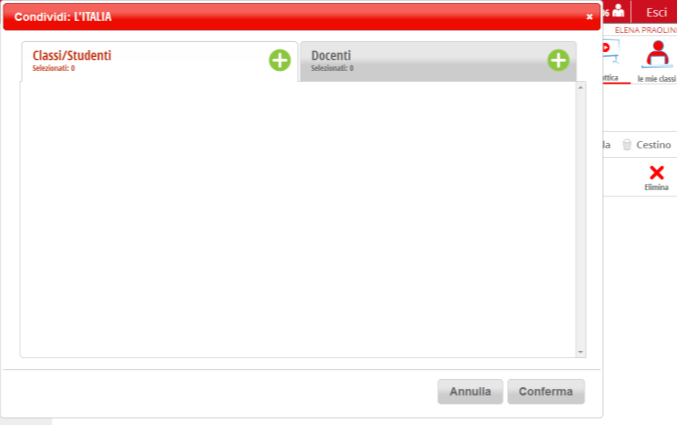 Condividi: L'ITALIA
Esci
ELENA PRAOLINI
Classi/Studenti
Selezionati: 0
Docenti
Selezionati: 0
le mie classi
Cestino
Elimina
Annulla
Conferma